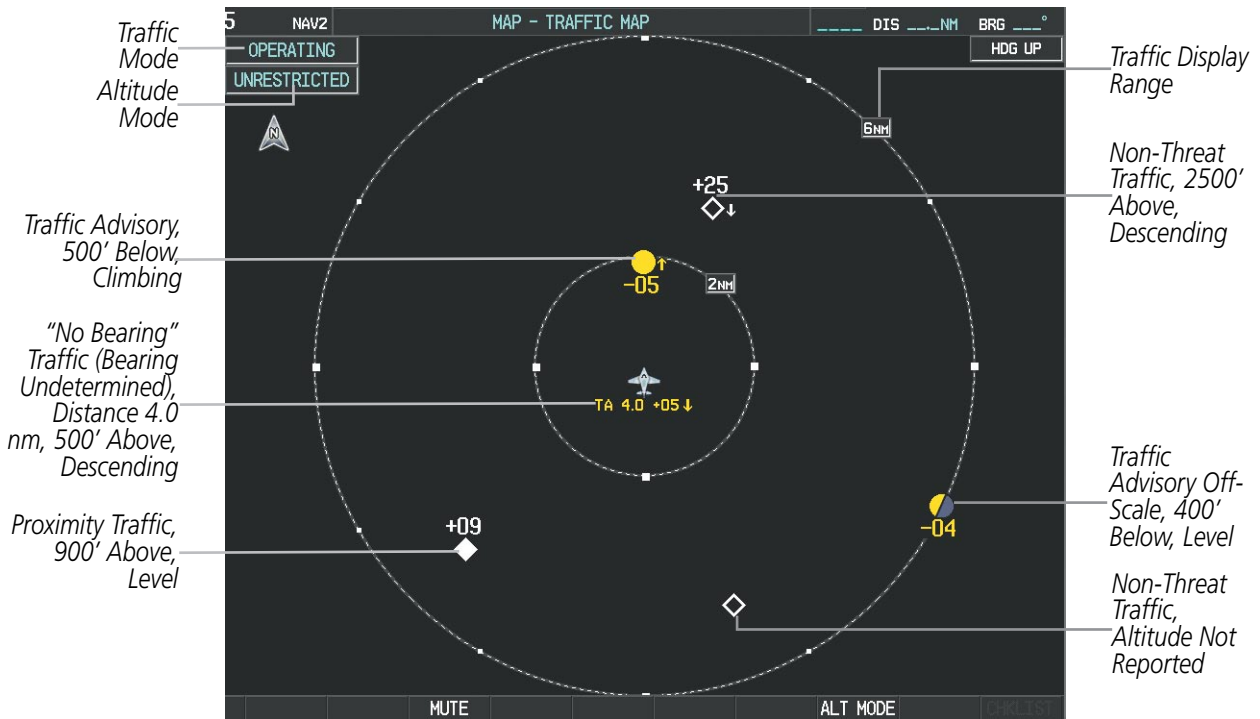 5 NAV2 MAP – TRAFFIC MAP ____ DIS __._NM BRG ___°
OPERATING
UNRESTRICTED
HDG UP
Traffic
Mode
Altitude
Mode
Traffic Advisory,
500’ Below,
Climbing
“No Bearing”
Traffic (Bearing
Undetermined),
Distance 4.0
nm, 500’ Above,
Descending
Proximity Traffic,
900’ Above,
Level
N
6NM
+25
-05
2NM
TA 4.0 +05
+09
-04
Traffic Display
Range
Non-Threat
Traffic, 2500’
Above,
Descending
Traffic
Advisory Off-
Scale, 400’
Below, Level
Non-Threat
Traffic,
Altitude Not
Reported
MUTE ALT MODE CHKLIST